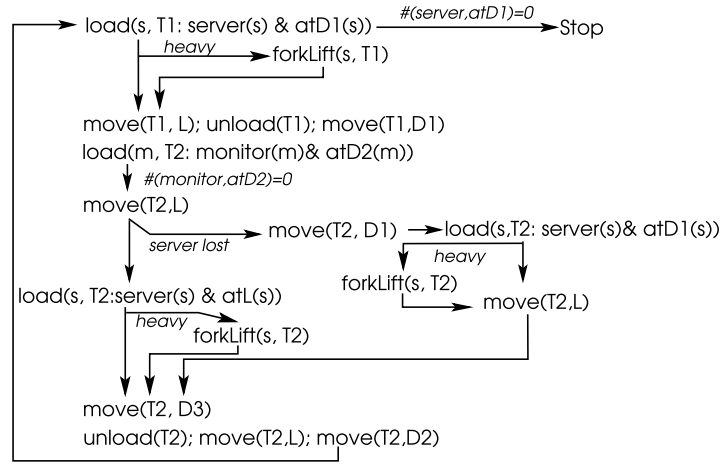 load(s, T1: server(s) & atD1(s))
#(server,atD1)=0
Stop
heavy
forkLift(s, T1)
move(T1, L); unload(T1); move(T1,D1)
load(m, T2: monitor(m)& atD2(m))
#(monitor,atD2)=0
move(T2,L)
server lost
move(T2, D1)
load(s,T2: server(s)& atD1(s))
heavy
forkLift(s, T2)
move(T2,L)
load(s, T2:server(s) & atL(s))
heavy
forkLift(s, T2)
move(T2, D3)
unload(T2); move(T2,L); move(T2,D2)